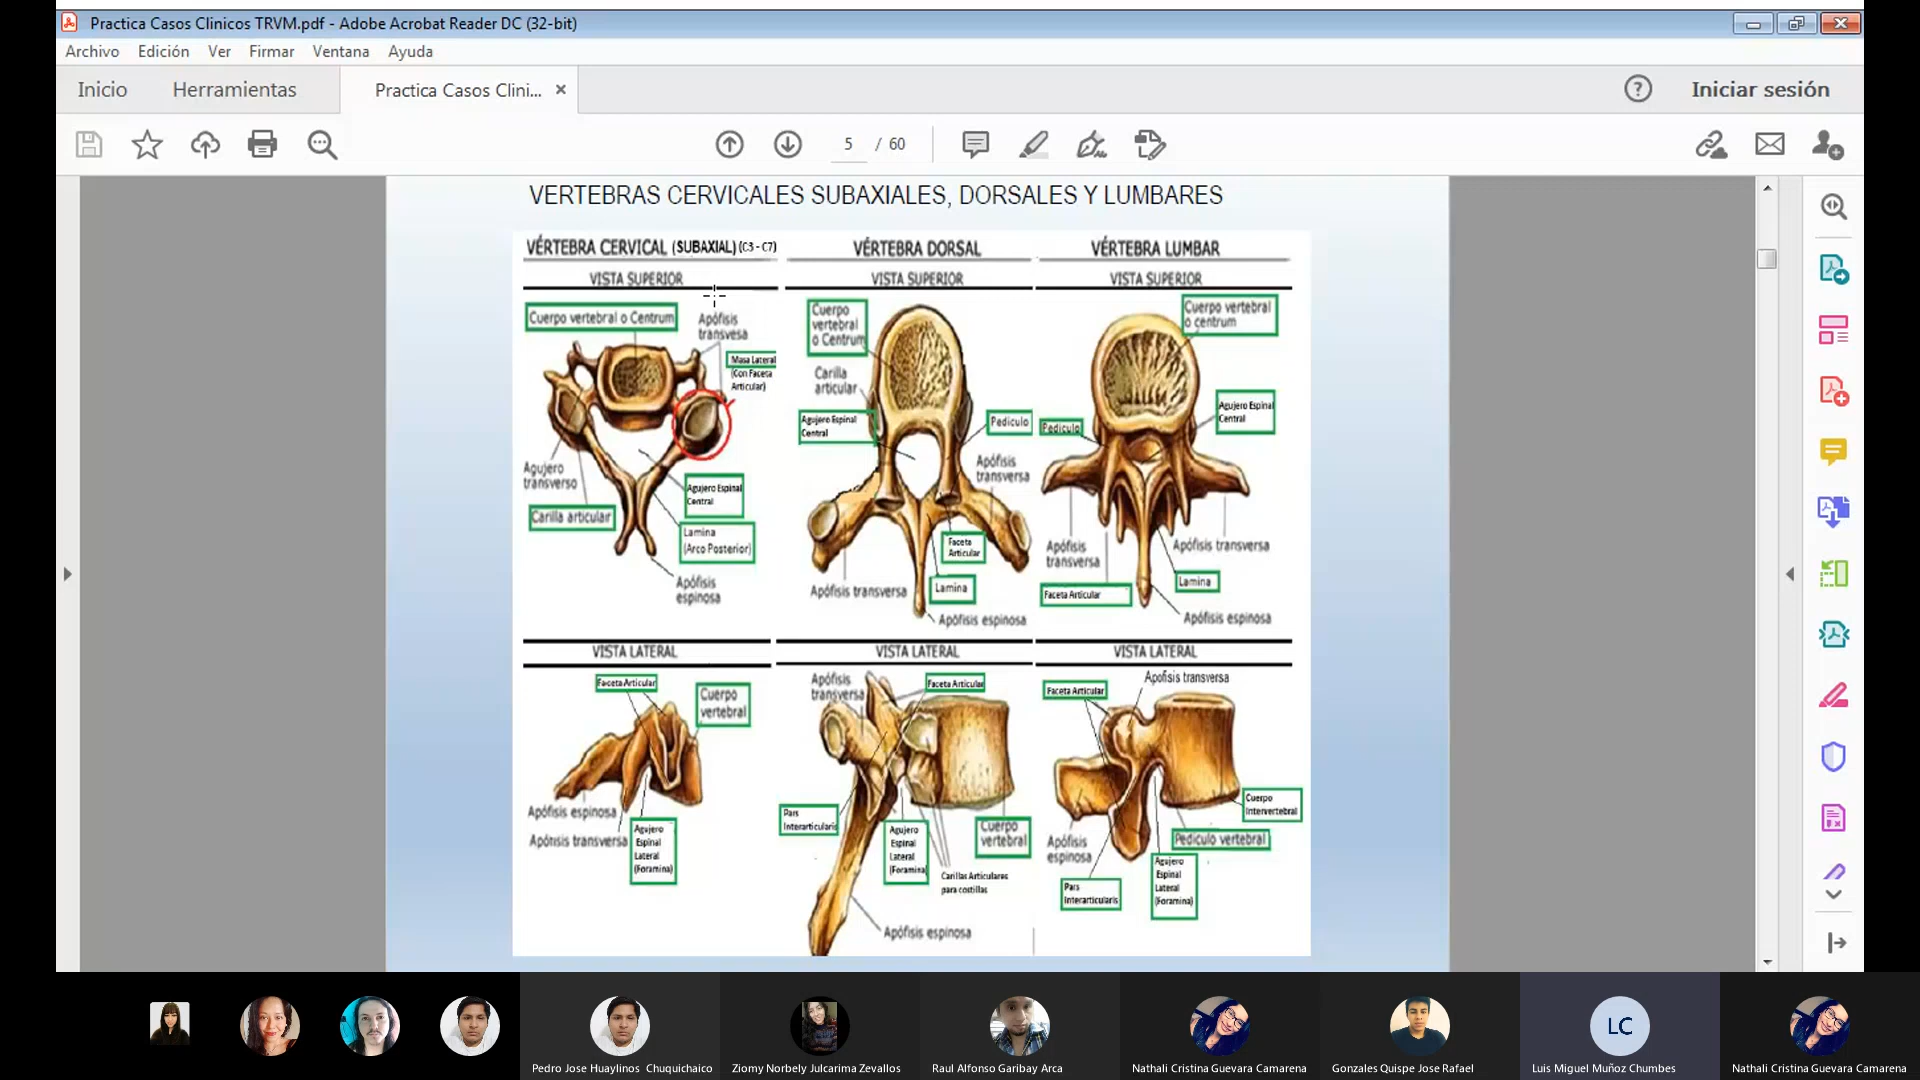 Practica Casos Clinicos TRVM.pdf - Adobe Acrobat Reader DC (32-bit)
Archivo Edición Ver Firmar Ventana Ayuda
Inicio Herramientas Practica Casos Clini... × Iniciar sesión
5 / 60
VERTEBRAS CERVICALES SUBAXIALES, DORSALES Y LUMBARES
VÉRTEBRA CERVICAL (SUBAXIAL) (C3 - C7)
VISTA SUPERIOR
Cuerpo vertebral o Centrum
Apófisis
transvesa
Masa Lateral
(Con Faceta
Articular)
Agujero
transverso
Carilla articular
Agujero Espinal
Central
Lamina
(Arco Posterior)
Apófisis
espinosa
VÉRTEBRA DORSAL
VISTA SUPERIOR
Cuerpo
vertebral
o Centrum
Carilla
articular
Agujero Espinal
Central
Pediculo
Apófisis
transversa
Faceta
Articular
Lamina
Apófisis transversa
Apófisis espinosa
VÉRTEBRA LUMBAR
VISTA SUPERIOR
Cuerpo vertebral
o centrum
Pediculo
Agujero Espinal
Central
Apófisis
transversa
Apófisis transversa
Faceta Articular
Lamina
Apófisis espinosa
VISTA LATERAL
Faceta Articular
Cuerpo
vertebral
Apófisis espinosa
Apófisis transversa
Agujero
Espinal
Lateral
(Foramina)
VISTA LATERAL
Apófisis
transversa
Faceta Articular
Pars
Interarticularis
Agujero
Espinal
Lateral
(Foramina)
Cuerpo
vertebral
Carillas Articulares
para costillas
Apófisis espinosa
VISTA LATERAL
Apofisis transversa
Faceta Articular
Cuerpo
Intervertebral
Pediculo vertebral
Apófisis
espinosa
Pars
Interarticularis
Agujero
Espinal
Lateral
(Foramina)
LC
Pedro Jose Huaylinos Chuquichaico
Ziomy Norbely Julcarima Zevallos
Raul Alfonso Garibay Arca
Nathali Cristina Guevara Camarena
Gonzales Quispe Jose Rafael
Luis Miguel Muñoz Chumbes
Nathali Cristina Guevara Camarena